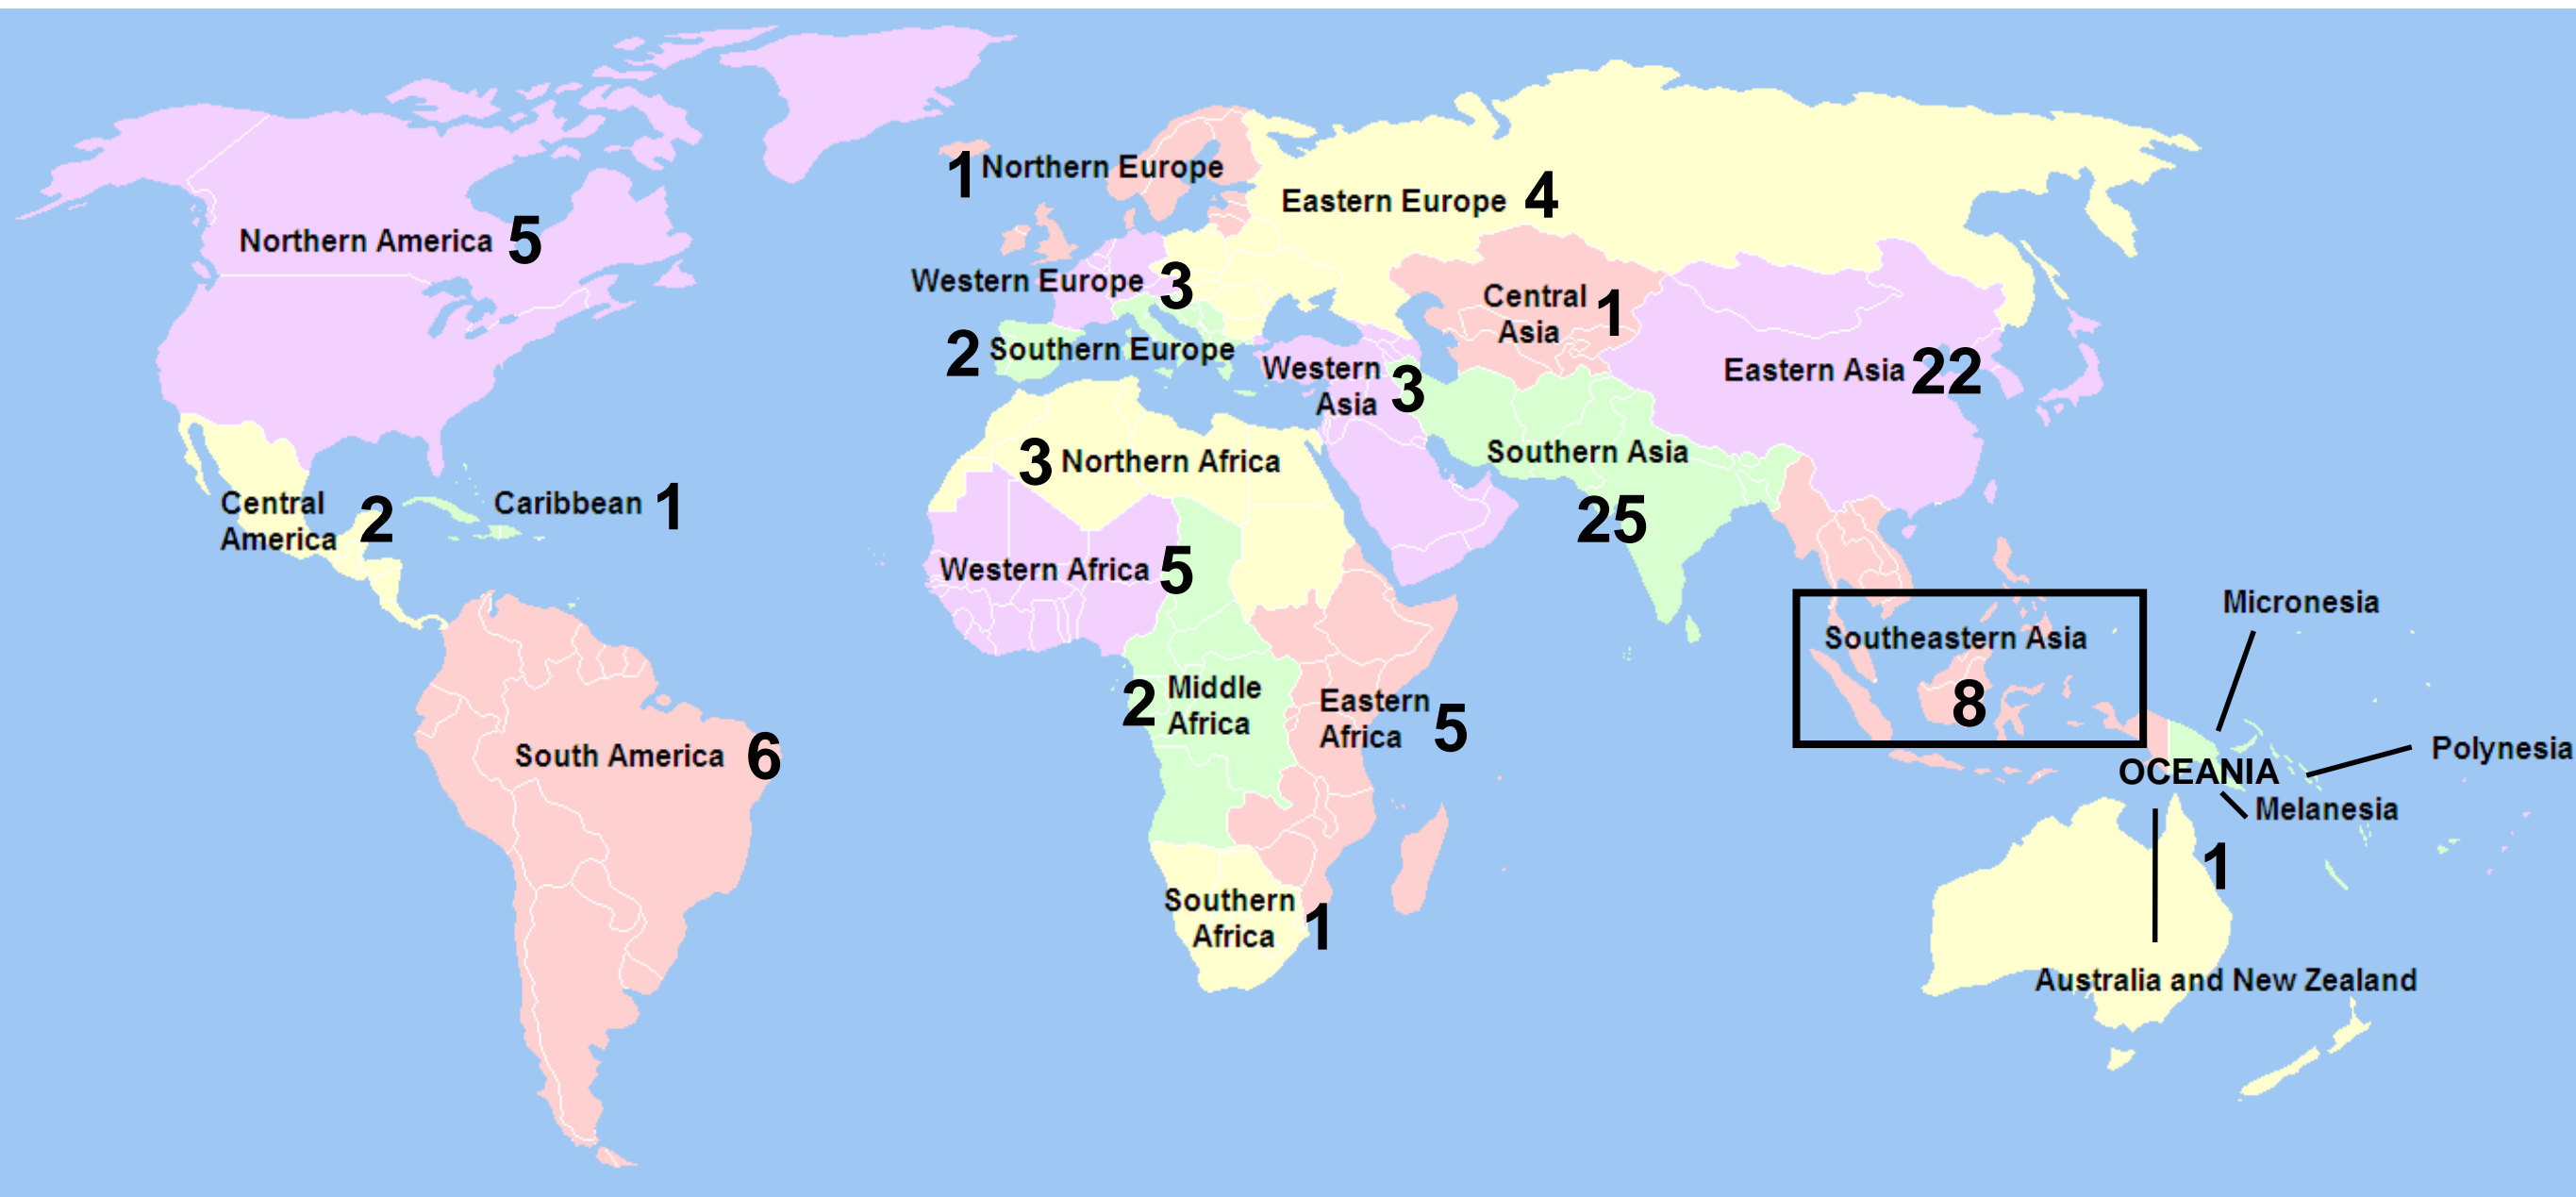 1 Northern Europe
Eastern Europe 4
Northern America 5
Western Europe 3
Central
Asia 1
2 Southern Europe
Western
Asia 3
Eastern Asia 22
3 Northern Africa
Southern Asia
25
Central
America 2
Caribbean 1
Western Africa 5
Micronesia
Southeastern Asia
8
2 Middle
Africa
Eastern
Africa 5
South America 6
Polynesia
OCEANIA
Melanesia
1
Southern
Africa 1
Australia and New Zealand